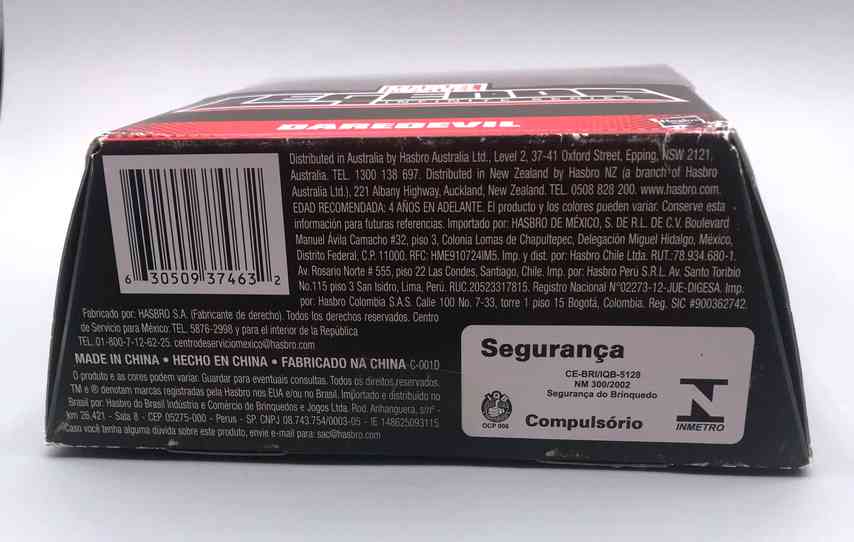 MARVEL
LEGENDS
INFINITE SERIES
DAREDEVIL
Hasbro
Distributed in Australia by Hasbro Australia Ltd., Level 2, 37-41 Oxford Street, Epping, NSW 2121,
Australia. TEL. 1300 138 697. Distributed in New Zealand by Hasbro NZ (a branch of Hasbro
Australia Ltd.), 221 Albany Highway, Auckland, New Zealand. TEL. 0508 828 200. www.hasbro.com.
EDAD RECOMENDADA: 4 AÑOS EN ADELANTE. El producto y los colores pueden variar. Conserve esta
información para futuras referencias. Importado por: HASBRO DE MÉXICO, S. DE R.L. DE C.V. Boulevard
Manuel Ávila Camacho #32, piso 3, Colonia Lomas de Chapultepec, Delegación Miguel Hidalgo, México,
Distrito Federal, C.P. 11000. RFC: HME910724IM5. Imp. y dist. por: Hasbro Chile Ltda. RUT.:78.934.680-1.
Av. Rosario Norte # 555, piso 22 Las Condes, Santiago, Chile. Imp. por: Hasbro Perú S.R.L. Av. Santo Toribio
No.115 piso 3 San Isidro, Lima, Perú. RUC.20523317815. Registro Nacional N°02273-12-JUE-DIGESA. Imp.
por: Hasbro Colombia S.A.S. Calle 100 No. 7-33, torre 1 piso 15 Bogotá, Colombia. Reg. SIC #900362742.
6 30509 37463 2
Fabricado por: HASBRO S.A. (Fabricante de derecho). Todos los derechos reservados. Centro
de Servicio para México: TEL. 5876-2998 y para el interior de la República
TEL. 01-800-7-12-62-25. centrodeserviciomexico@hasbro.com
MADE IN CHINA • HECHO EN CHINA • FABRICADO NA CHINA C-001D
O produto e as cores podem variar. Guardar para eventuais consultas. Todos os direitos reservados.
TM e ® denotam marcas registradas pela Hasbro nos EUA e/ou no Brasil. Importado e distribuído no
Brasil por: Hasbro do Brasil Indústria e Comércio de Brinquedos e Jogos Ltda. Rod. Anhanguera, s/nº -
km 26,421 - Sala 8 - CEP 05275-000 - Perus - SP. CNPJ 08.743.754/0003-05 - IE 148625093115
Caso você tenha alguma dúvida sobre este produto, envie e-mail para: sac@hasbro.com
Segurança
CE-BRI/IQB-5128
NM 300/2002
Segurança do Brinquedo
IQB
OCP 006
Compulsório
INMETRO